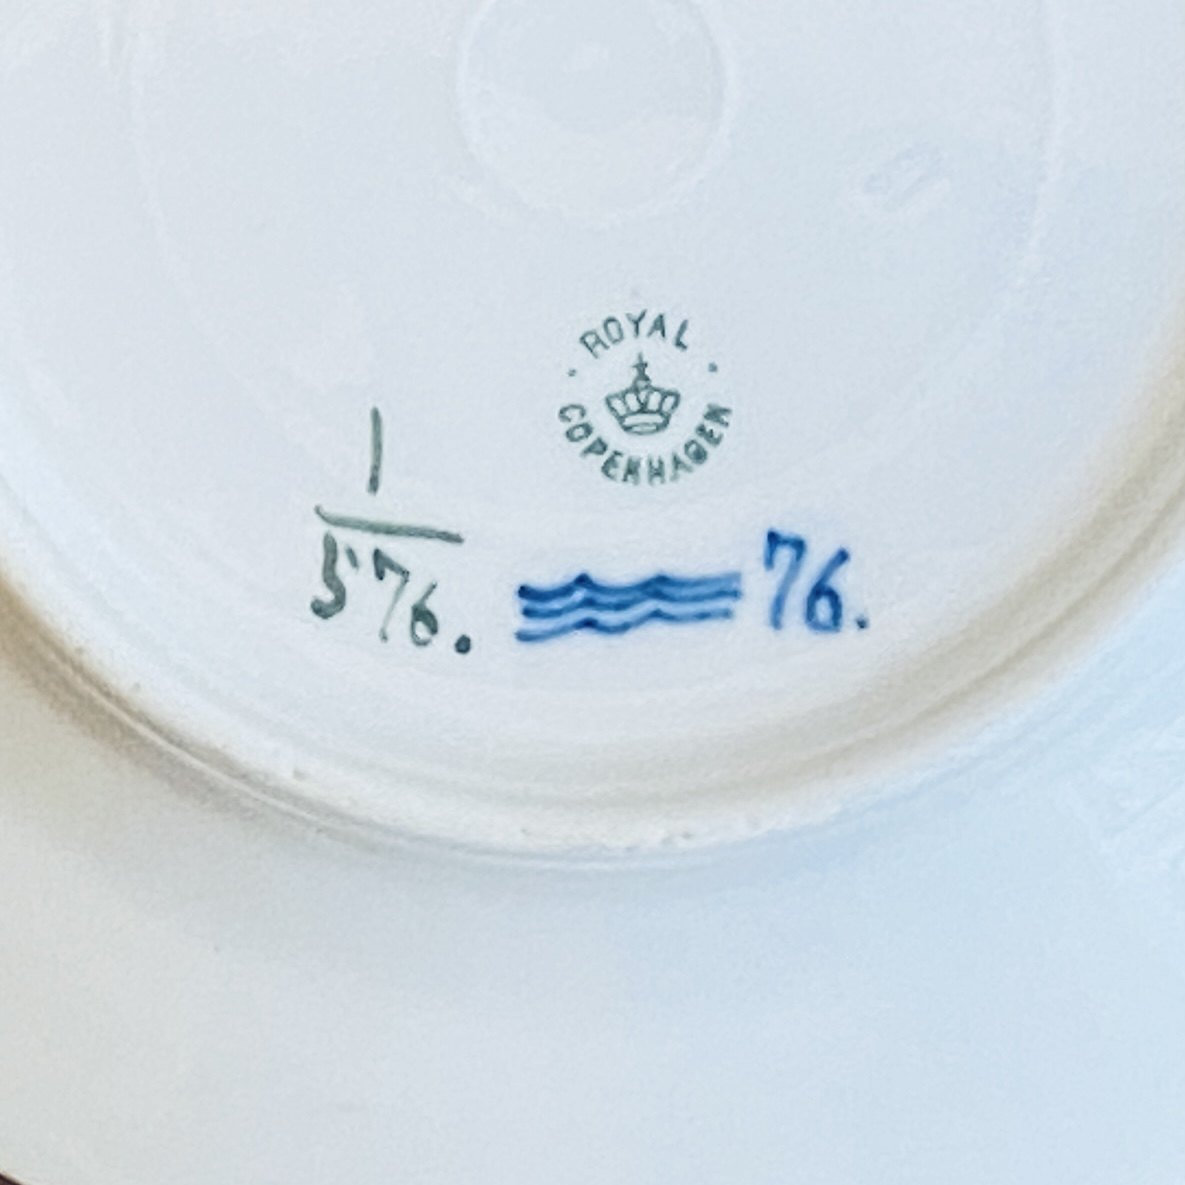 ROYAL
COPENHAGEN
1
576.
76.